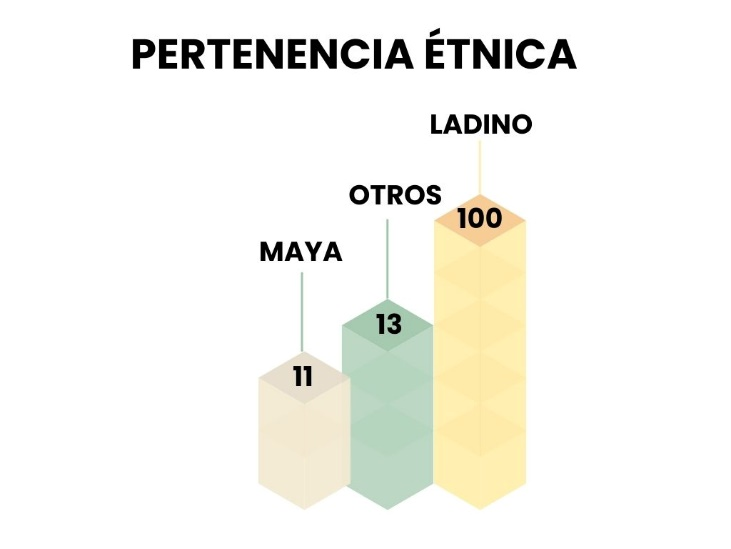 PERTENENCIA ÉTNICA
LADINO
OTROS
100
MAYA
13
11